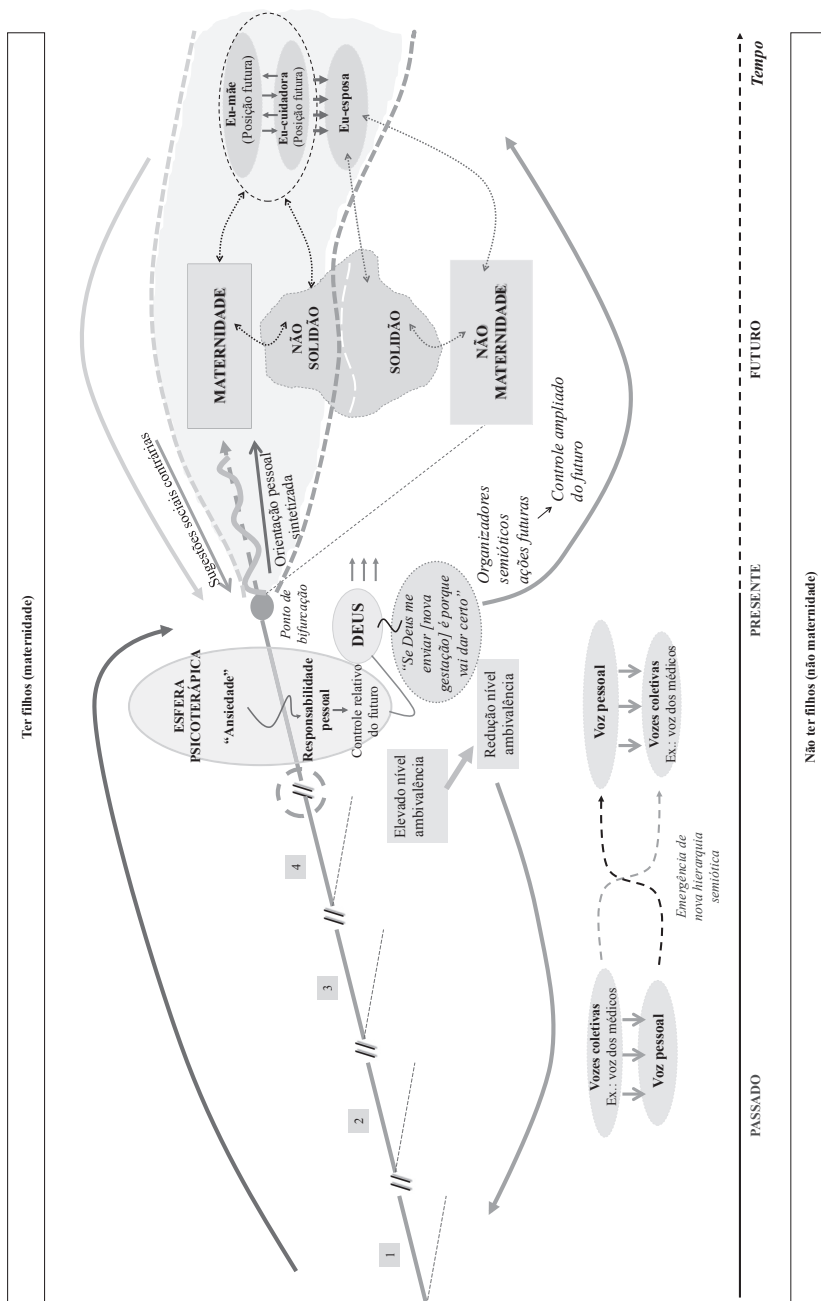 Ter filhos (maternidade)
Eu-mãe
(Posição futura)
Eu-cuidadora
(Posição futura)
Eu-esposa
MATERNIDADE
NÃO
SOLIDÃO
SOLIDÃO
NÃO
MATERNIDADE
Sugestões sociais contrárias
Orientação pessoal
sintetizada
Ponto de
bifurcação
ESFERA
PSICOTERÁPICA
“Ansiedade”
Responsabilidade
pessoal
Controle relativo
do futuro
DEUS
“Se Deus me
enviar [nova
gestação] é porque
vai dar certo”
Organizadores
semióticos
ações futuras
Controle ampliado
do futuro
Elevado nível
ambivalência
Redução nível
ambivalência
1
2
3
4
Vozes coletivas
Ex.: voz dos médicos
Voz pessoal
Emergência de
nova hierarquia
semiótica
Voz pessoal
Vozes coletivas
Ex.: voz dos médicos
PASSADO
PRESENTE
FUTURO
Tempo
Não ter filhos (não maternidade)